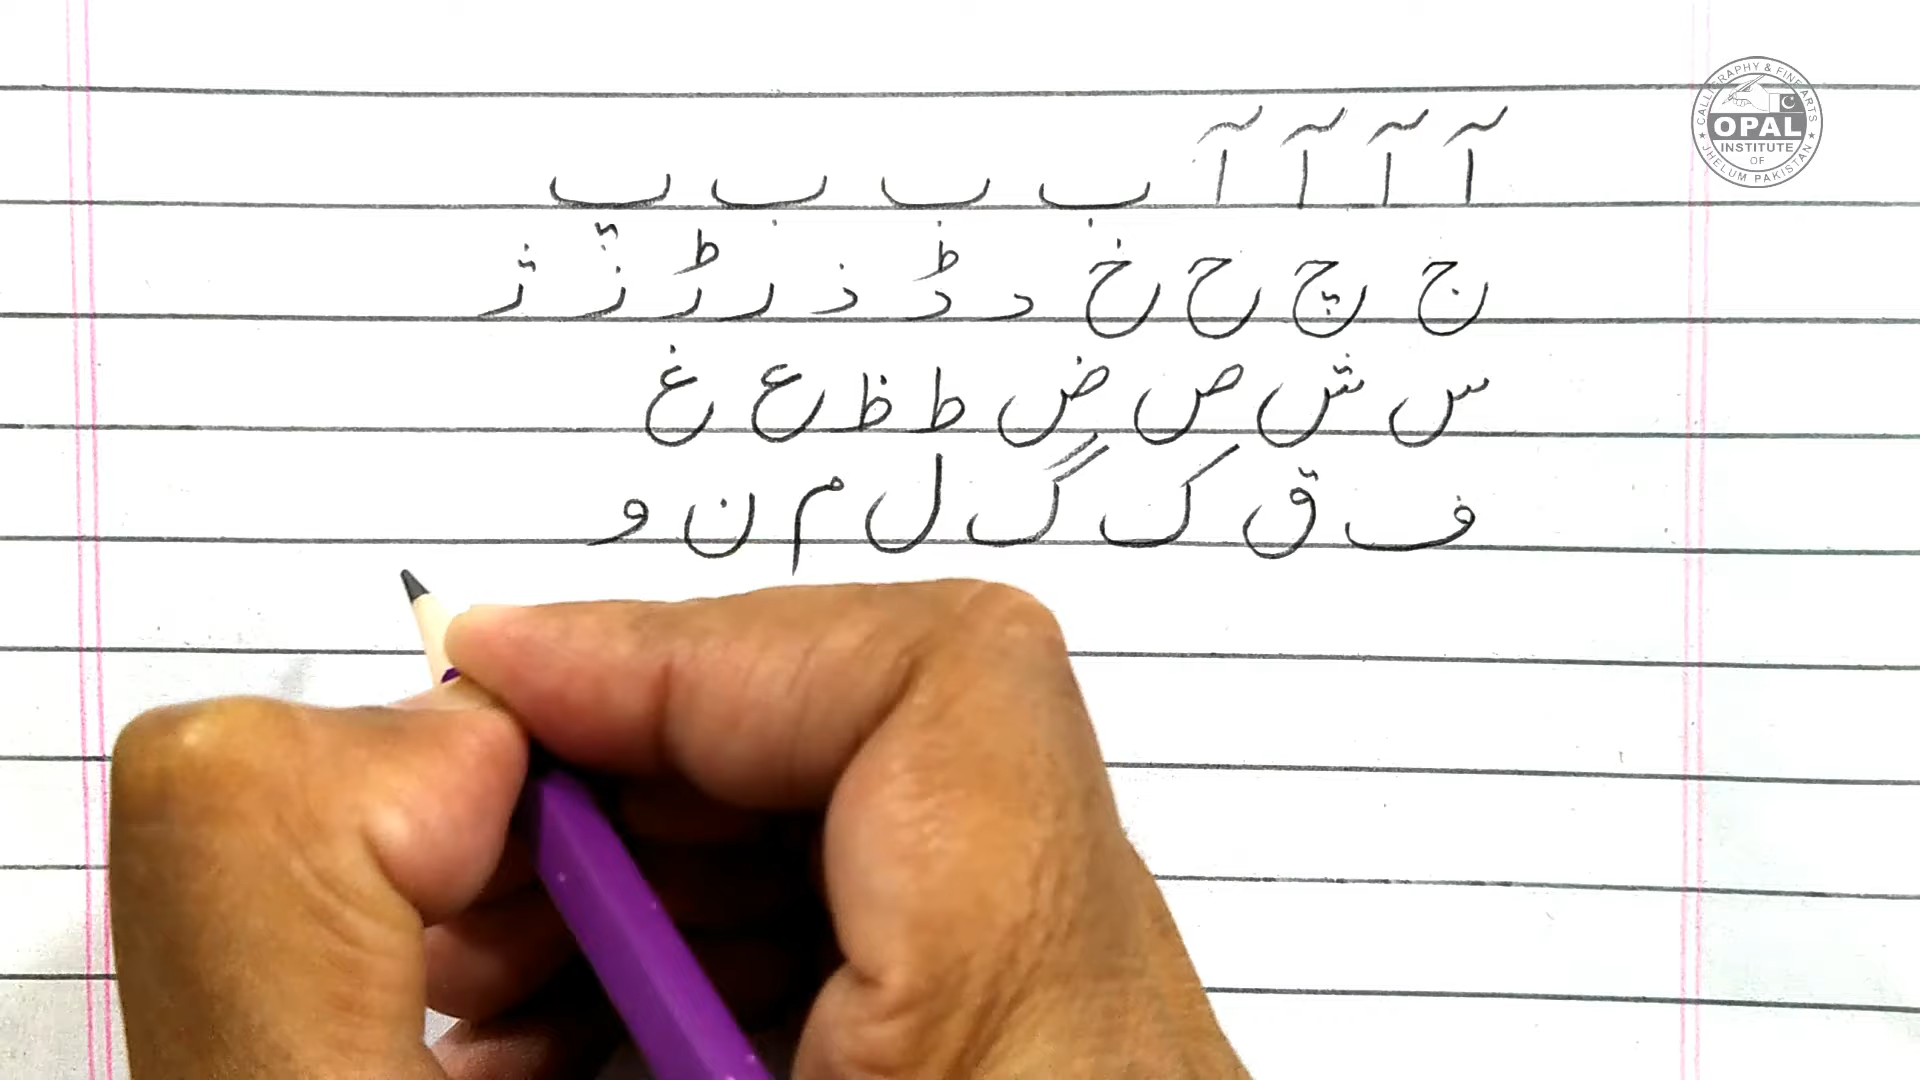 آ آ آ آ ب ب ب پ
ج چ ح خ د ڈ ذ ر ڑ ز ژ
س ش ص ض ط ظ ع غ
ف ق ک گ ل م ن و
CALLIGRAPHY & FINE ARTS
OPAL
INSTITUTE
OF
JHELUM PAKISTAN